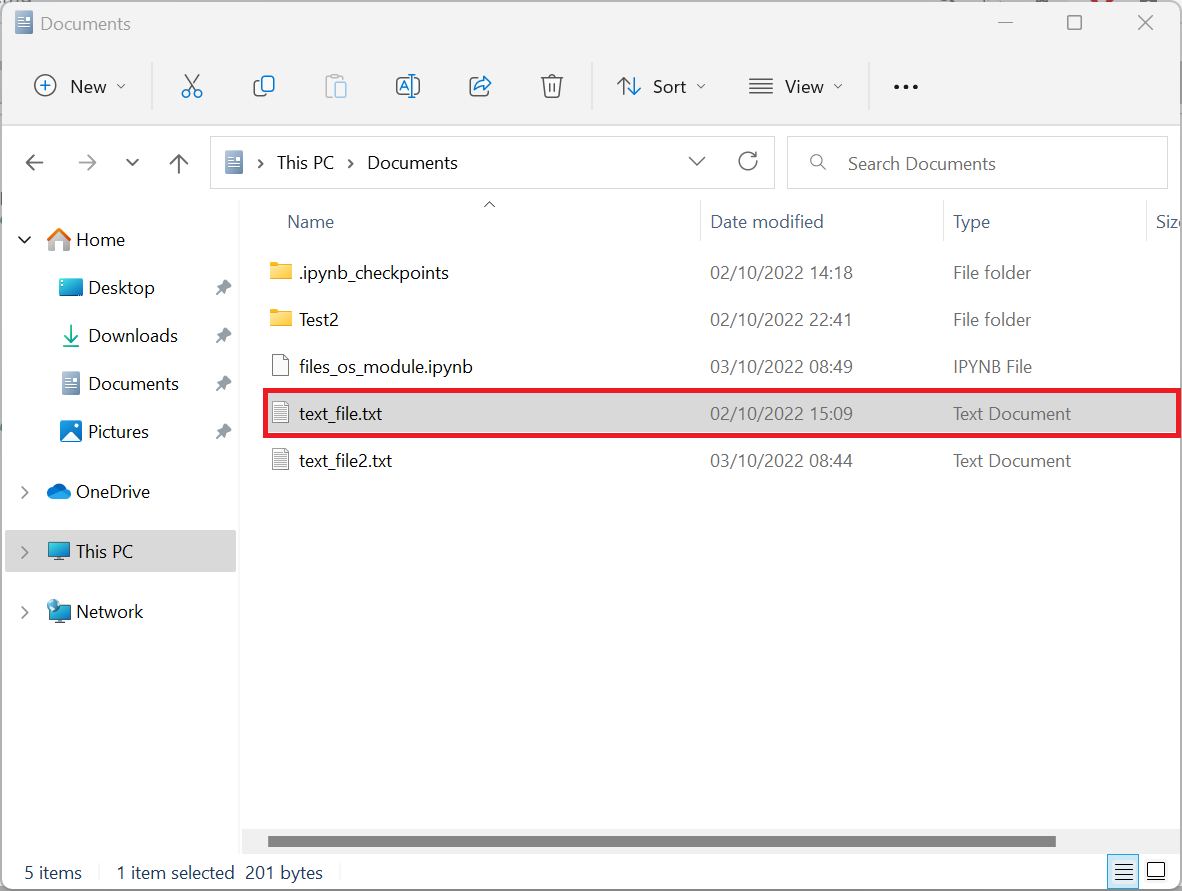 Documents
New Sort View
This PC Documents Search Documents
Name Date modified Type Siz
Home
Desktop
Downloads
Documents
Pictures
OneDrive
This PC
Network
.ipynb_checkpoints 02/10/2022 14:18 File folder
Test2 02/10/2022 22:41 File folder
files_os_module.ipynb 03/10/2022 08:49 IPYNB File
text_file.txt 02/10/2022 15:09 Text Document
text_file2.txt 03/10/2022 08:44 Text Document
5 items 1 item selected 201 bytes